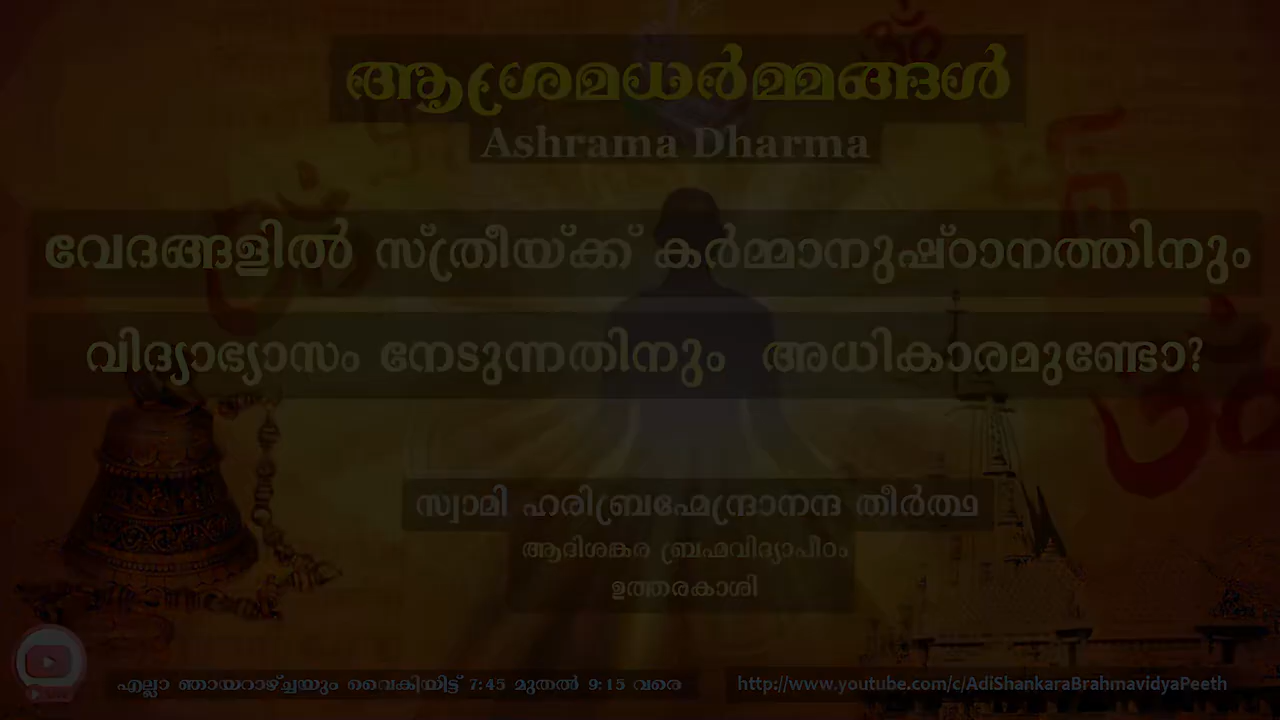 ആശ്രമധർമ്മങ്ങൾ
Ashrama Dharma
വേദങ്ങളിൽ സ്ത്രീയ്ക്ക് കർമ്മാനുഷ്ഠാനത്തിനും
വിദ്യാഭ്യാസം നേടുന്നതിനും അധികാരമുണ്ടോ?
സ്വാമി ഹരിബ്രഹ്മേന്ദ്രാനന്ദ തീർത്ഥ
ആദിശങ്കര ബ്രഹ്മവിദ്യാപീഠം
ഉത്തരകാശി
എല്ലാ ഞായറാഴ്ച്ചയും വൈകിയിട്ട് 7:45 മുതൽ 9:15 വരെ
http://www.youtube.com/c/AdiShankaraBrahmavidyaPeeth